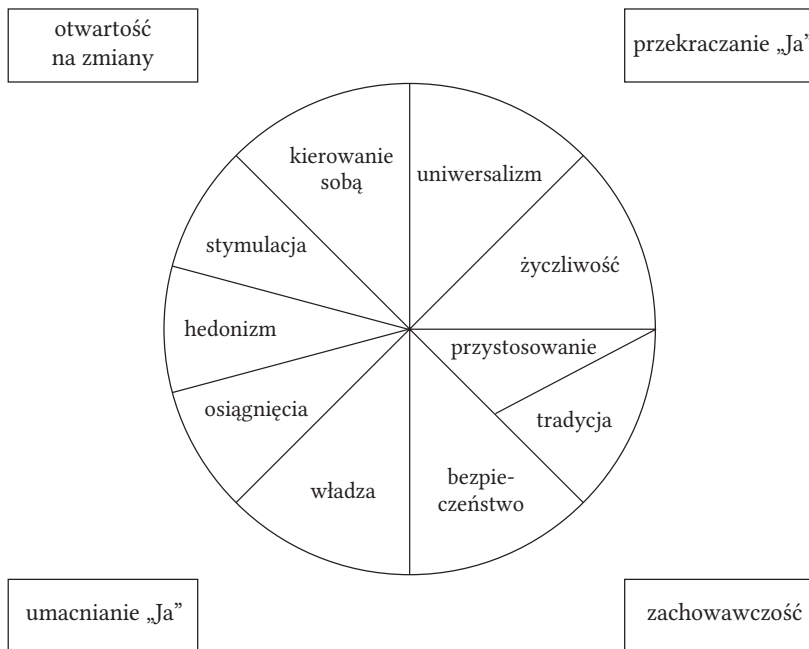 otwartość
na zmiany
przekraczanie „Ja”
kierowanie
sobą
uniwersalizm
stymulacja
życzliwość
hedonizm
przystosowanie
osiągnięcia
tradycja
władza
bezpie-
czeństwo
umacnianie „Ja”
zachowawczość